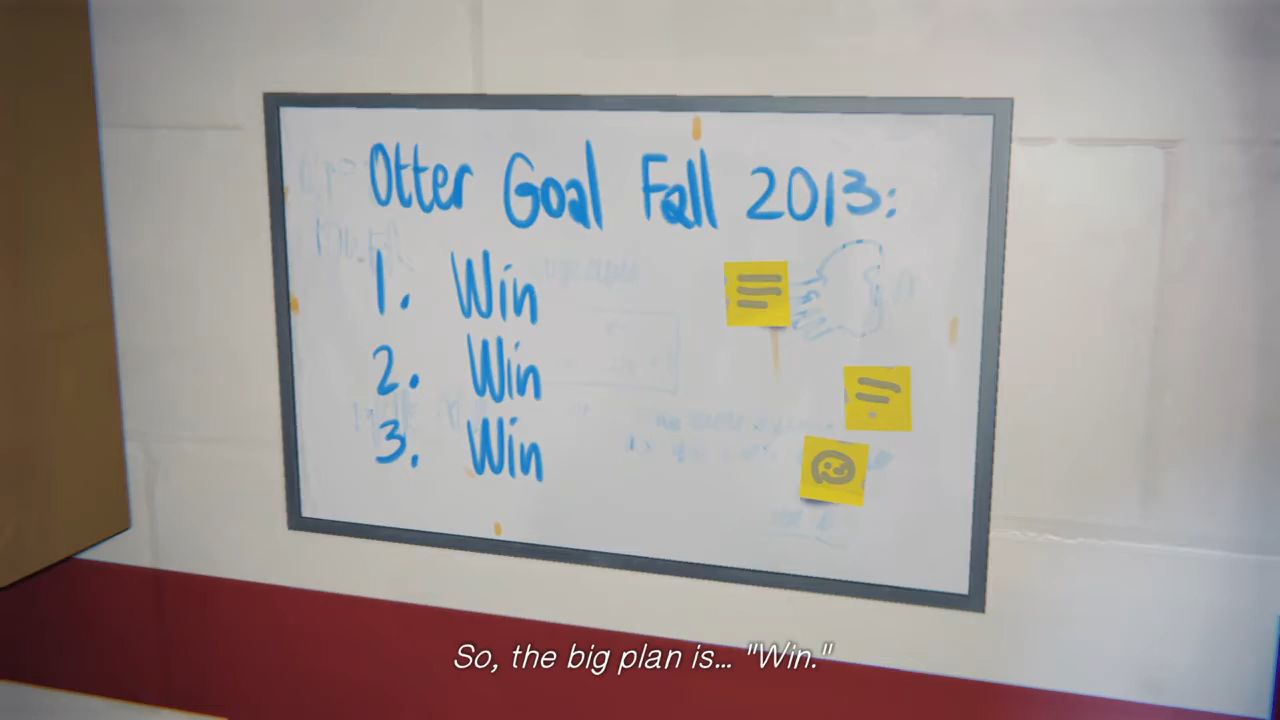 Otter Goal Fall 2013:
1. Win
2. Win
3. Win
So, the big plan is... "Win."